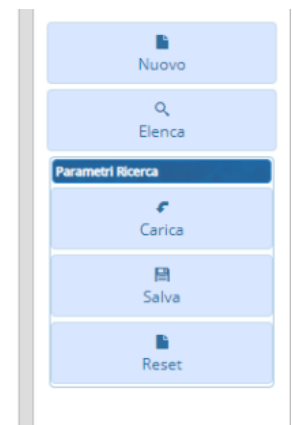 Nuovo
Elenca
Parametri Ricerca
Carica
Salva
Reset